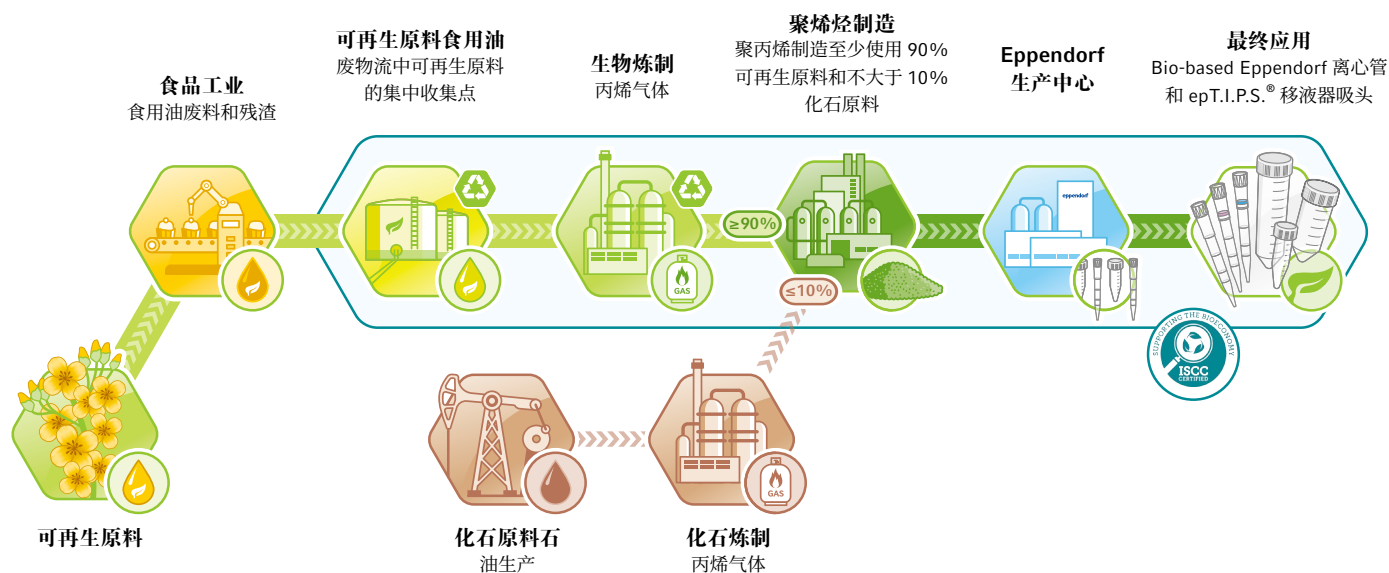 食品工业
食用油废料和残渣
可再生原料食用油
废物流中可再生原料
的集中收集点
生物炼制
丙烯气体
聚烯烃制造
聚丙烯制造至少使用 90%
可再生原料和不大于 10%
化石原料
Eppendorf
生产中心
最终应用
Bio-based Eppendorf 离心管
和 epT.I.P.S.® 移液器吸头
eppendorf
≥90%
GAS
≤10%
SUPPORTING THE BIOECONOMY
ISCC
CERTIFIED
GAS
可再生原料
化石原料石
油生产
化石炼制
丙烯气体